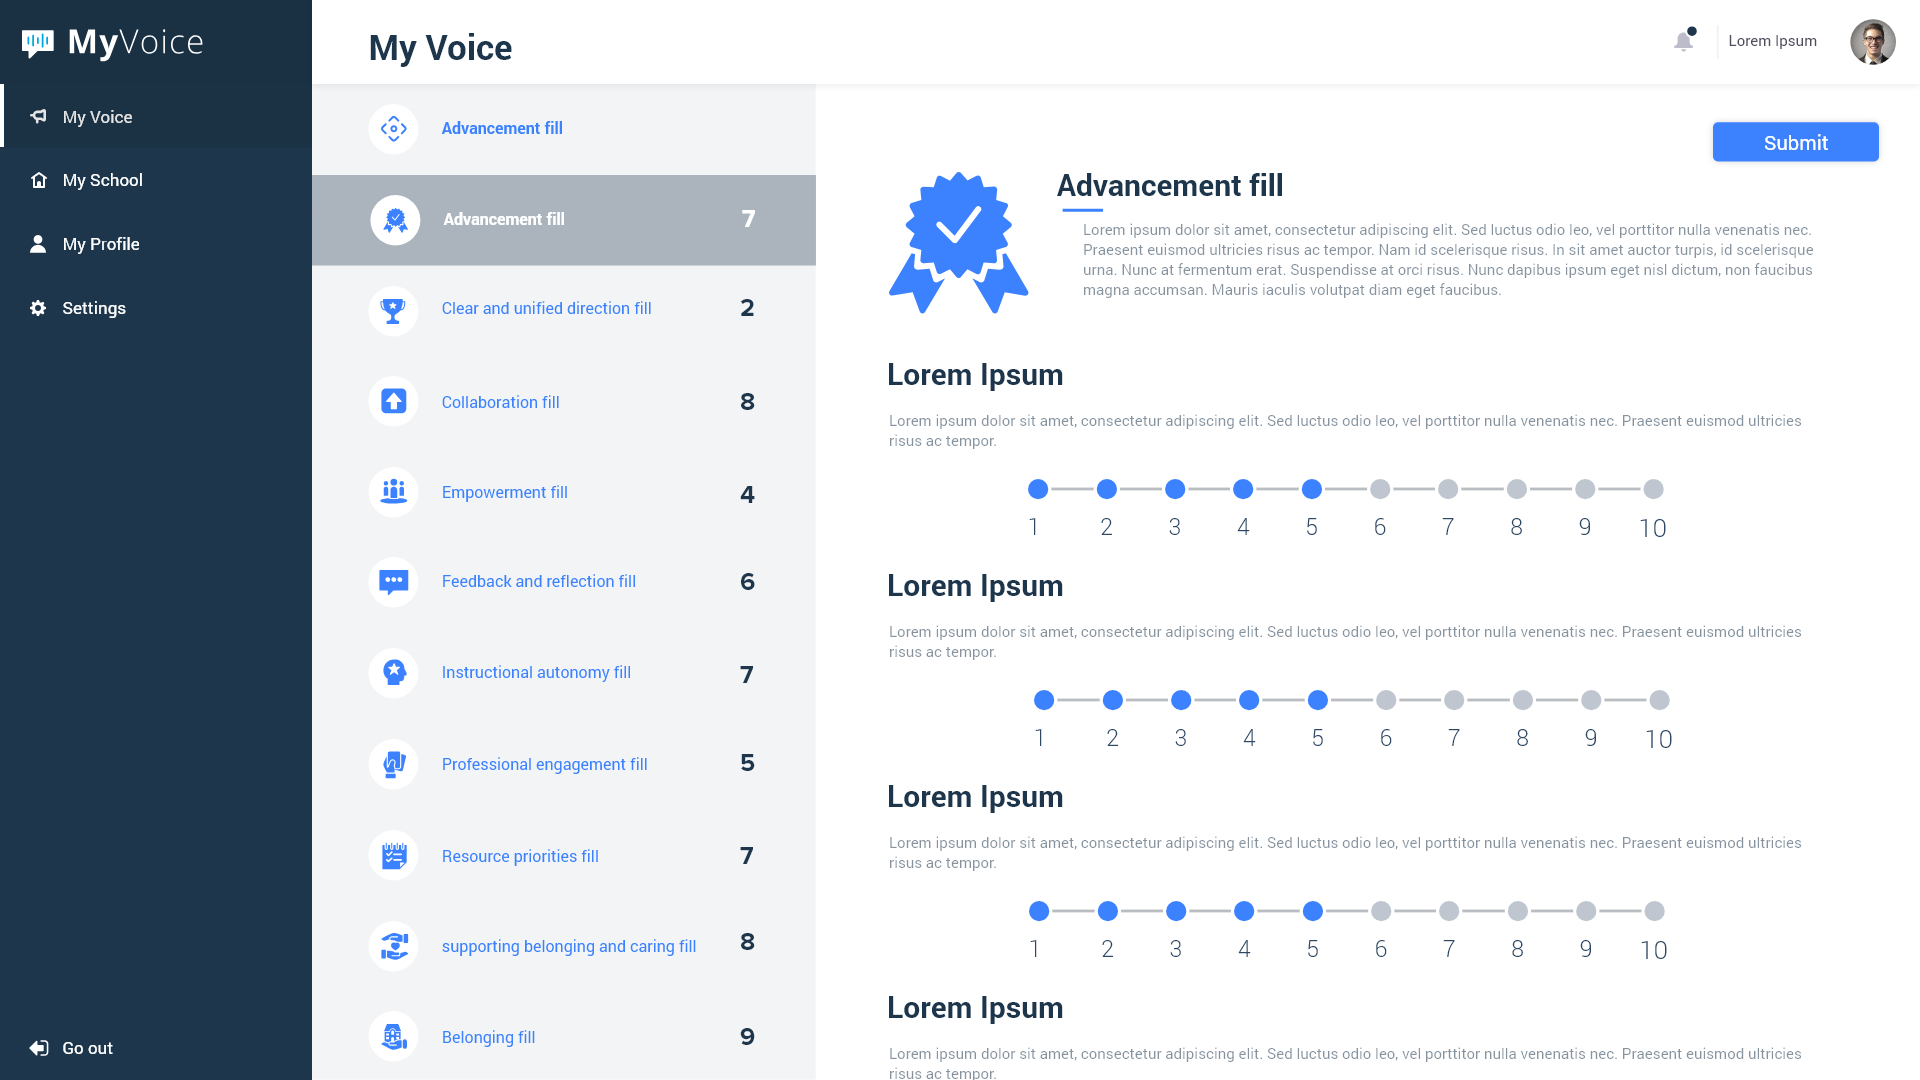 MyVoice
My Voice
Lorem Ipsum
My Voice
My School
My Profile
Settings
Go out
Advancement fill
Advancement fill 7
Clear and unified direction fill 2
Collaboration fill 8
Empowerment fill 4
Feedback and reflection fill 6
Instructional autonomy fill 7
Professional engagement fill 5
Resource priorities fill 7
supporting belonging and caring fill 8
Belonging fill 9
Submit
Advancement fill
Lorem ipsum dolor sit amet, consectetur adipiscing elit. Sed luctus odio leo, vel porttitor nulla venenatis nec.
Praesent euismod ultricies risus ac tempor. Nam id scelerisque risus. In sit amet auctor turpis, id scelerisque
urna. Nunc at fermentum erat. Suspendisse at orci risus. Nunc dapibus ipsum eget nisl dictum, non faucibus
magna accumsan. Mauris iaculis volutpat diam eget faucibus.
Lorem Ipsum
Lorem ipsum dolor sit amet, consectetur adipiscing elit. Sed luctus odio leo, vel porttitor nulla venenatis nec. Praesent euismod ultricies
risus ac tempor.
1 2 3 4 5 6 7 8 9 10
Lorem Ipsum
Lorem ipsum dolor sit amet, consectetur adipiscing elit. Sed luctus odio leo, vel porttitor nulla venenatis nec. Praesent euismod ultricies
risus ac tempor.
1 2 3 4 5 6 7 8 9 10
Lorem Ipsum
Lorem ipsum dolor sit amet, consectetur adipiscing elit. Sed luctus odio leo, vel porttitor nulla venenatis nec. Praesent euismod ultricies
risus ac tempor.
1 2 3 4 5 6 7 8 9 10
Lorem Ipsum
Lorem ipsum dolor sit amet, consectetur adipiscing elit. Sed luctus odio leo, vel porttitor nulla venenatis nec. Praesent euismod ultricies
risus ac tempor.